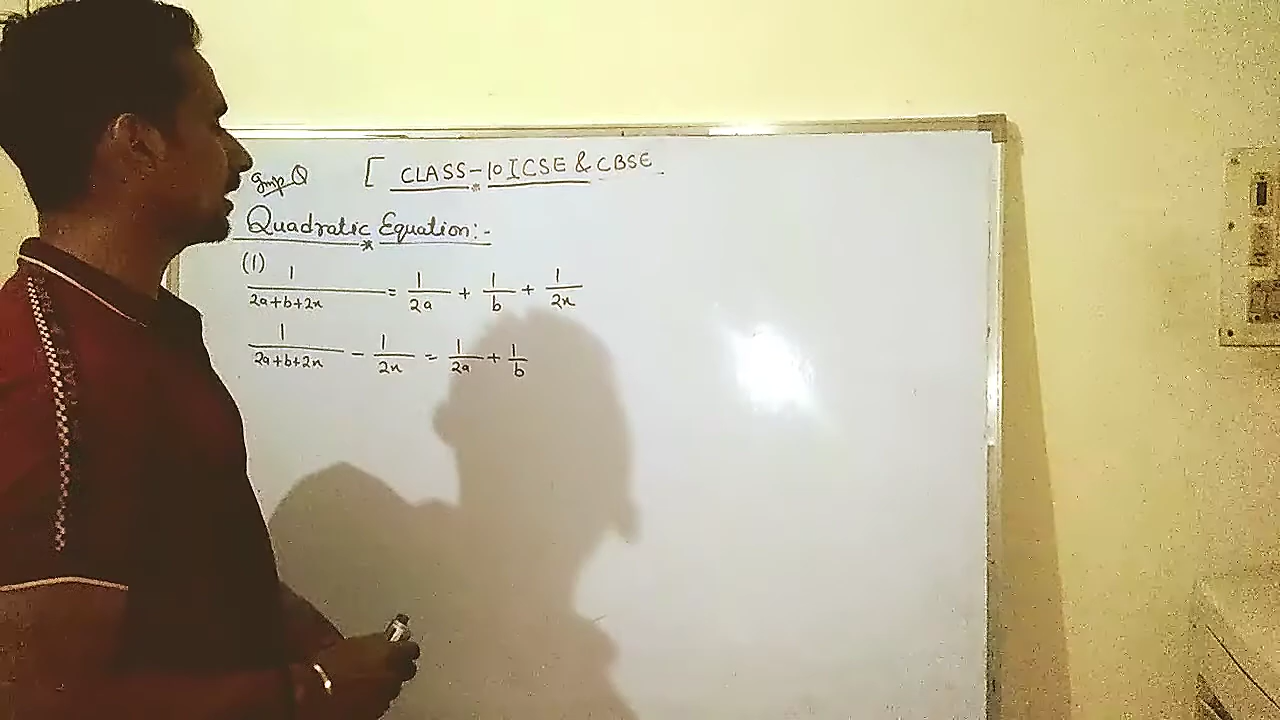 Imp. Q [ CLASS-10 ICSE & CBSE
Quadratic Equation:-
(1) 1/(2a+b+2x) = 1/2a + 1/b + 1/2x
1/(2a+b+2x) - 1/2x = 1/2a + 1/b